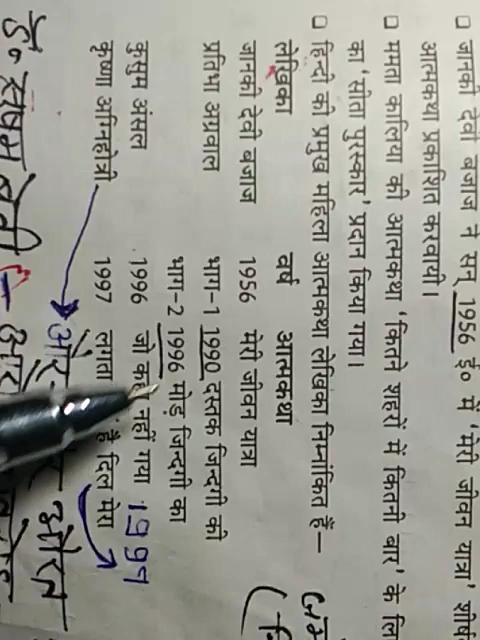 ❑ जानकी देवी बजाज ने सन् 1956 ई० में 'मेरी जीवन यात्रा' शीर्ष
आत्मकथा प्रकाशित करवायी।
❑ ममता कालिया की आत्मकथा 'कितने शहरों में कितनी बार' के लि
का 'सीता पुरस्कार' प्रदान किया गया।
❑ हिन्दी की प्रमुख महिला आत्मकथा लेखिका निम्नांकित हैं—
लेखिका वर्ष आत्मकथा
जानकी देवी बजाज 1956 मेरी जीवन यात्रा
प्रतिभा अग्रवाल भाग-1 1990 दस्तक जिन्दगी की
भाग-2 1996 मोड़ जिन्दगी का
कुसुम अंसल 1996 जो कहा नहीं गया 1997
कृष्णा अग्निहोत्री 1997 लगता है दिल मेरा
और औरत